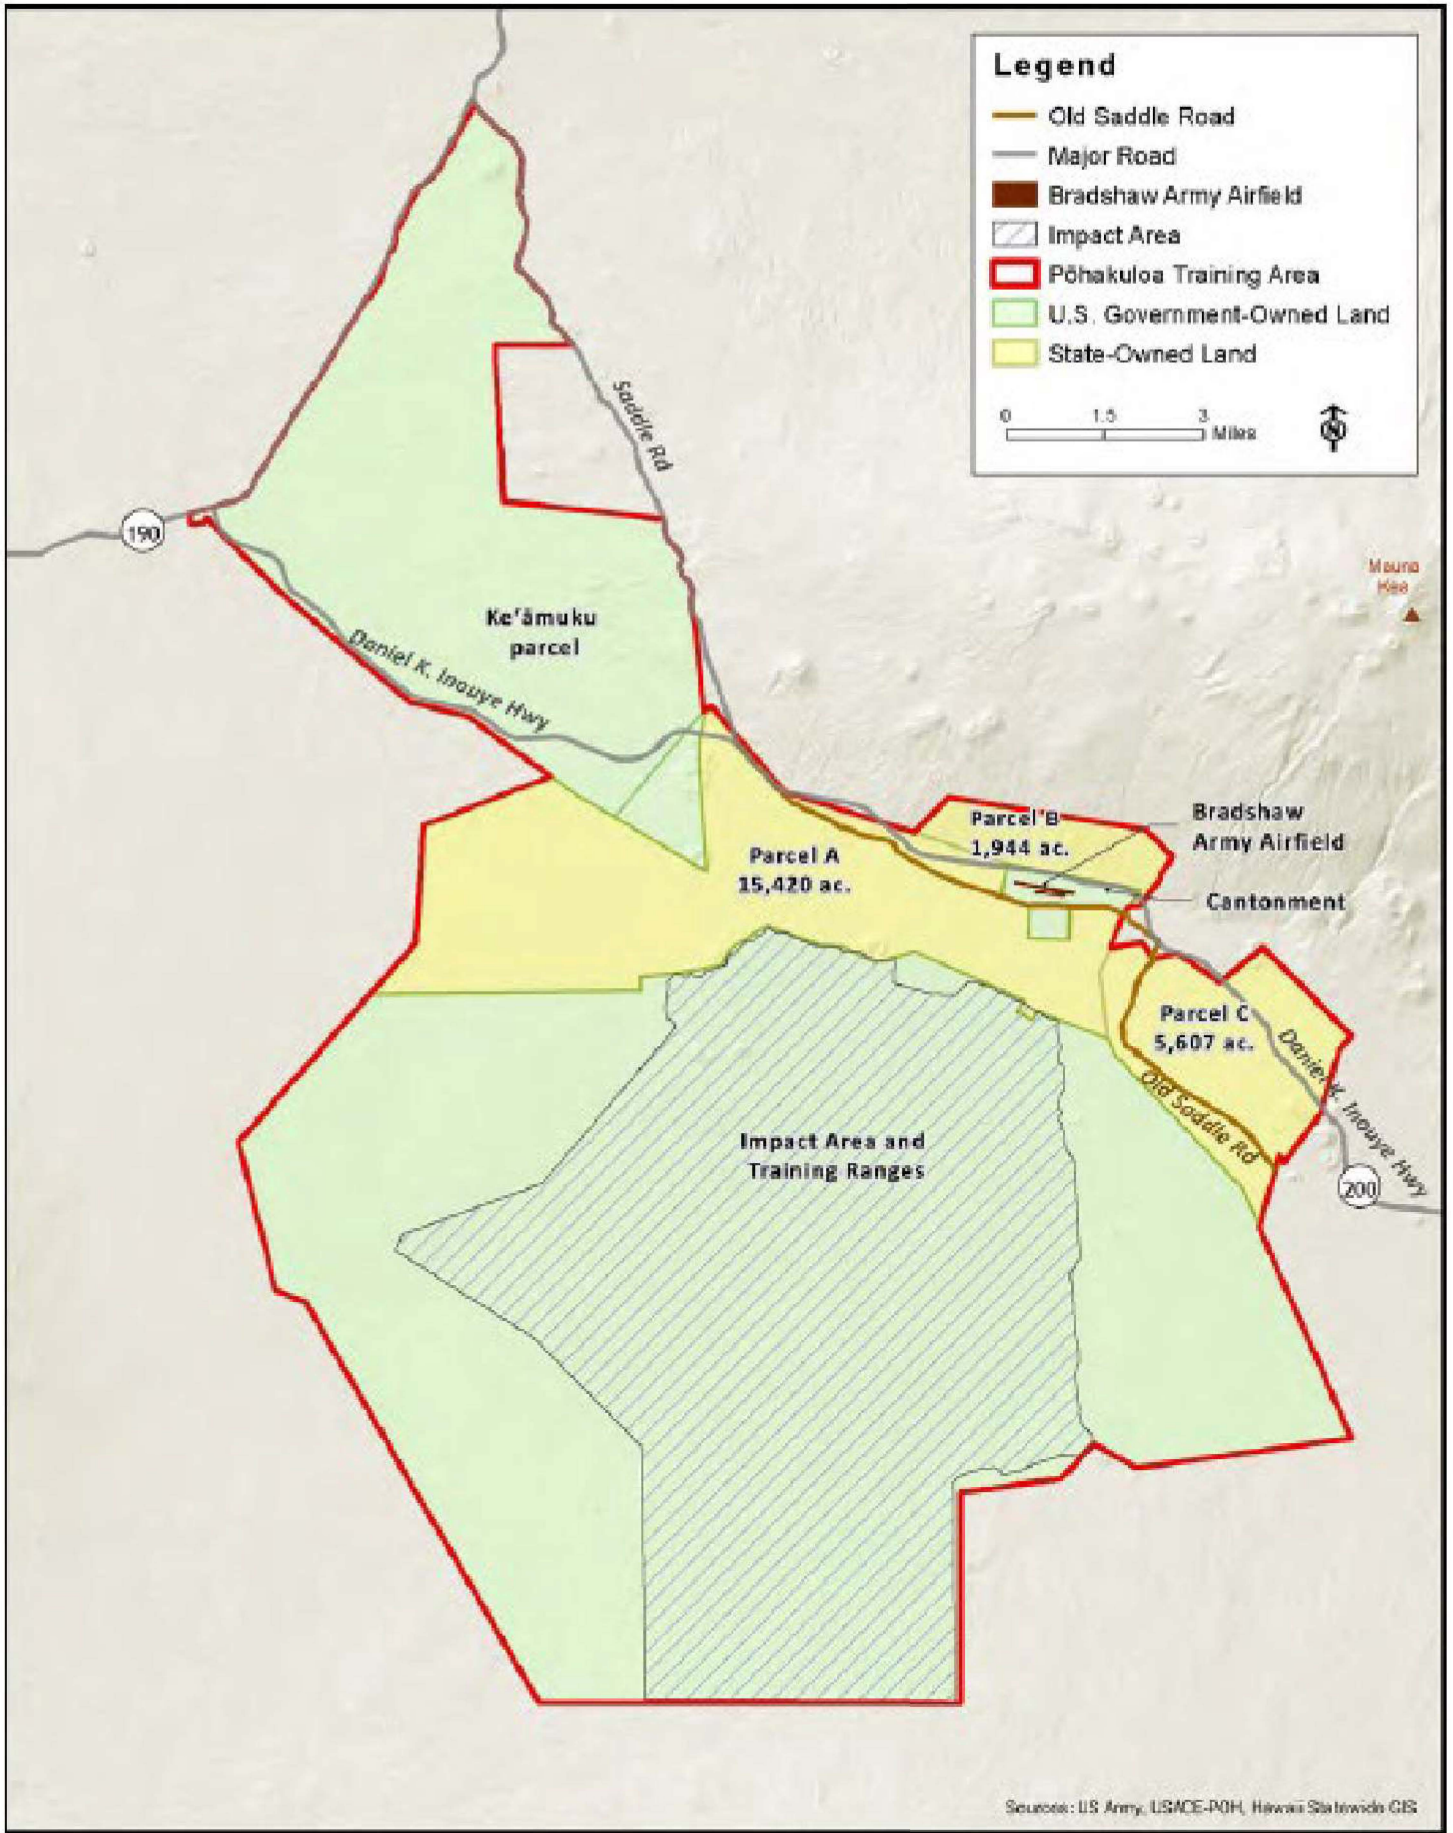 Legend
Old Saddle Road
Major Road
Bradshaw Army Airfield
Impact Area
Pōhakuloa Training Area
U.S. Government-Owned Land
State-Owned Land
0 1.5 3
Miles
N
Saddle Rd
190
Mauna
Kea
Ke'āmuku
parcel
Daniel K. Inouye Hwy
Parcel B
1,944 ac.
Bradshaw
Army Airfield
Parcel A
15,420 ac.
Cantonment
Parcel C
5,607 ac.
Daniel K. Inouye Hwy
Old Saddle Rd
Impact Area and
Training Ranges
200
Sources: US Army, USACE-POH, Hawaii Statewide GIS